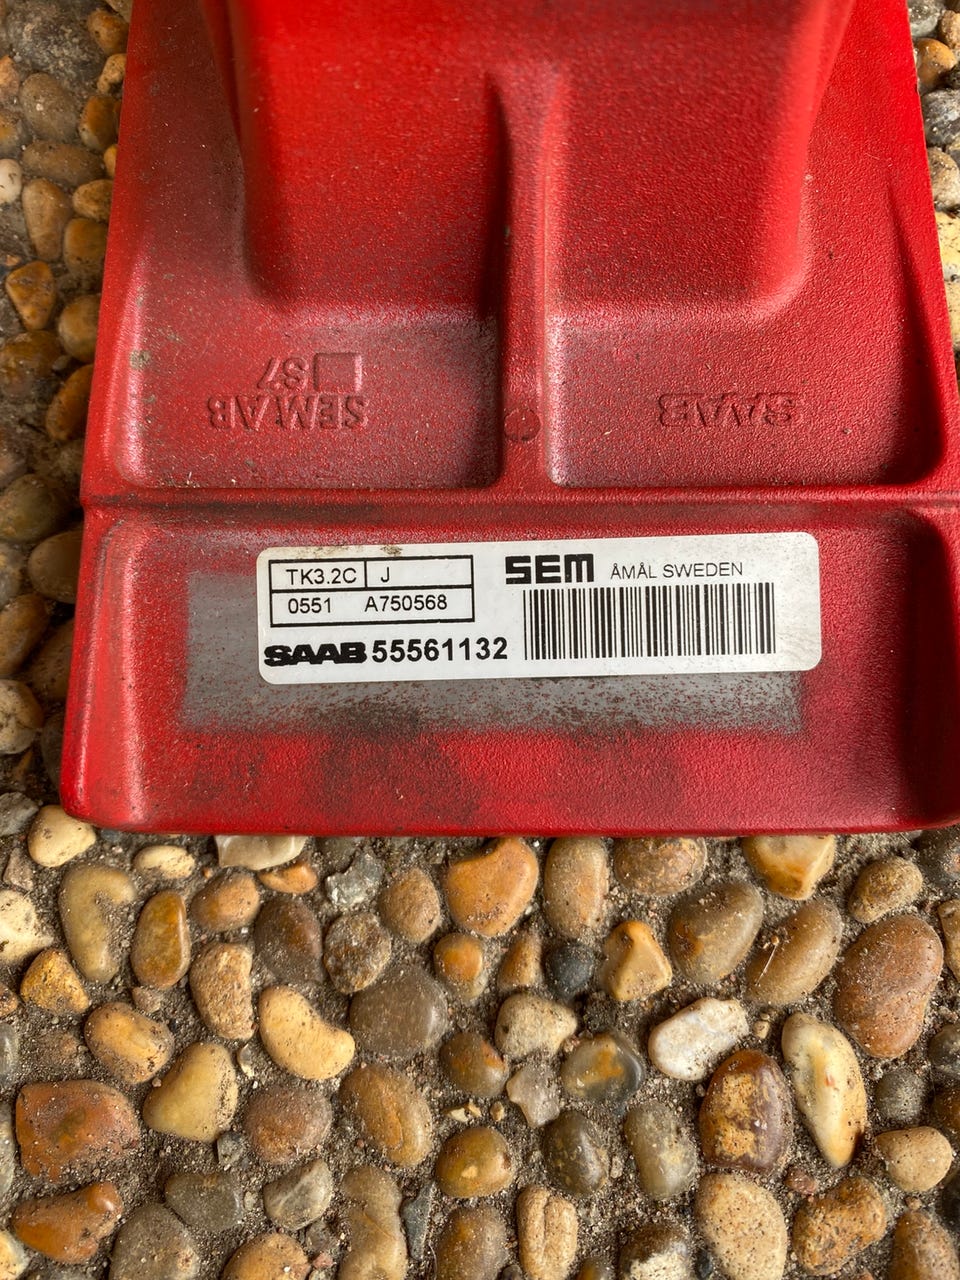 S7
SEM AB
SAAB
TK3.2C J
0551 A750568
SEM ÅMÅL SWEDEN
SAAB 55561132